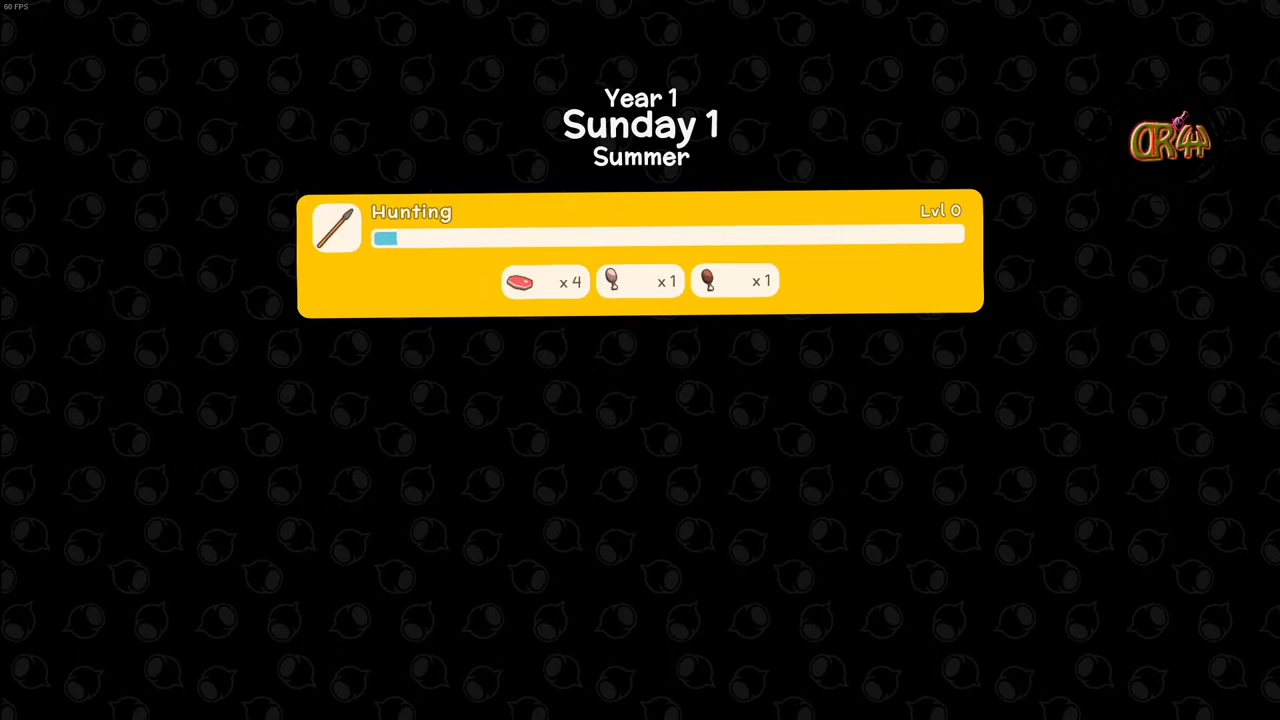 60 FPS
Year 1
Sunday 1
Summer
Hunting
Lvl 0
x 4
x 1
x 1